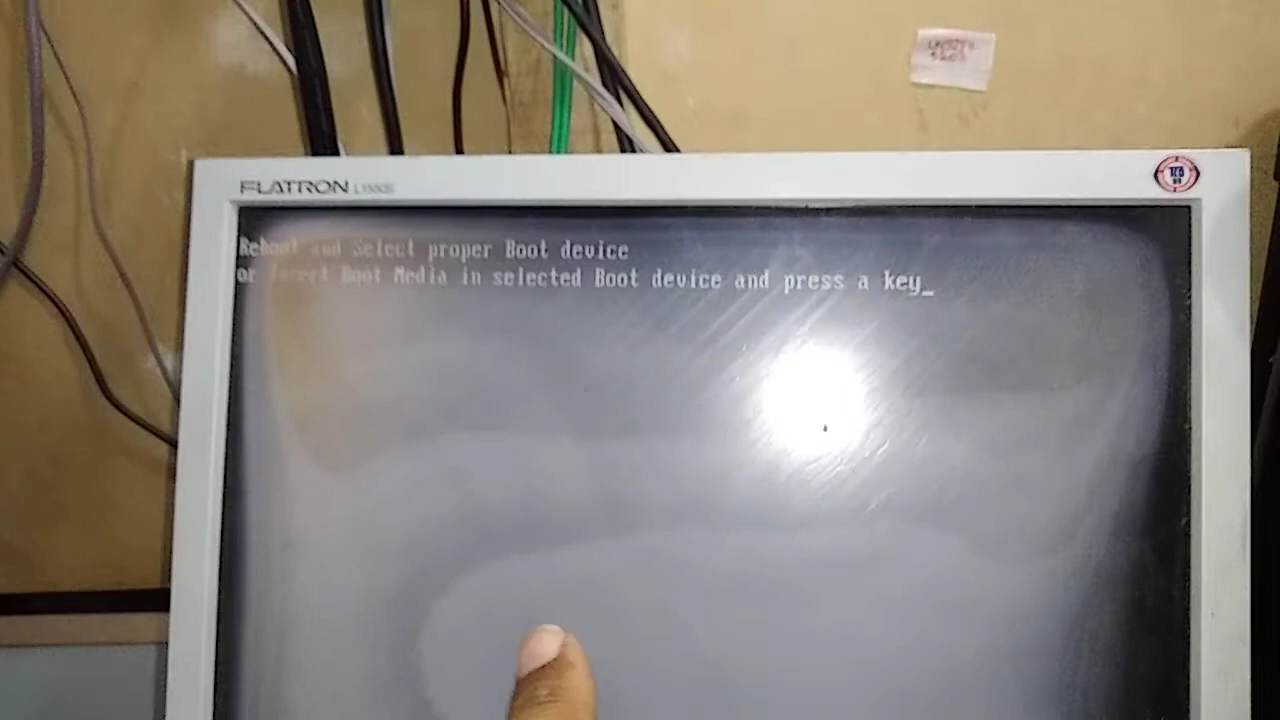 FLATRON
Reboot and Select proper Boot device
or Insert Boot Media in selected Boot device and press a key_